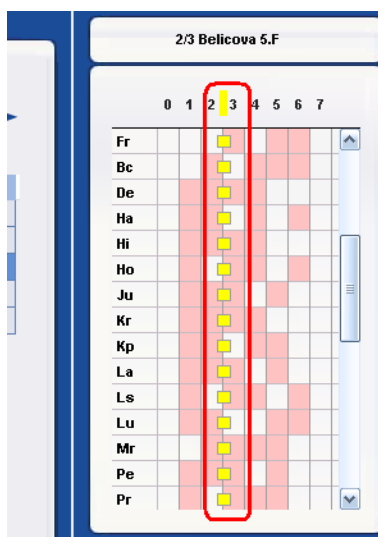 2/3 Belicova 5.F
0 1 2 3 4 5 6 7
Fr
Bc
De
Ha
Hi
Ho
Ju
Kr
Kp
La
Ls
Lu
Mr
Pe
Pr